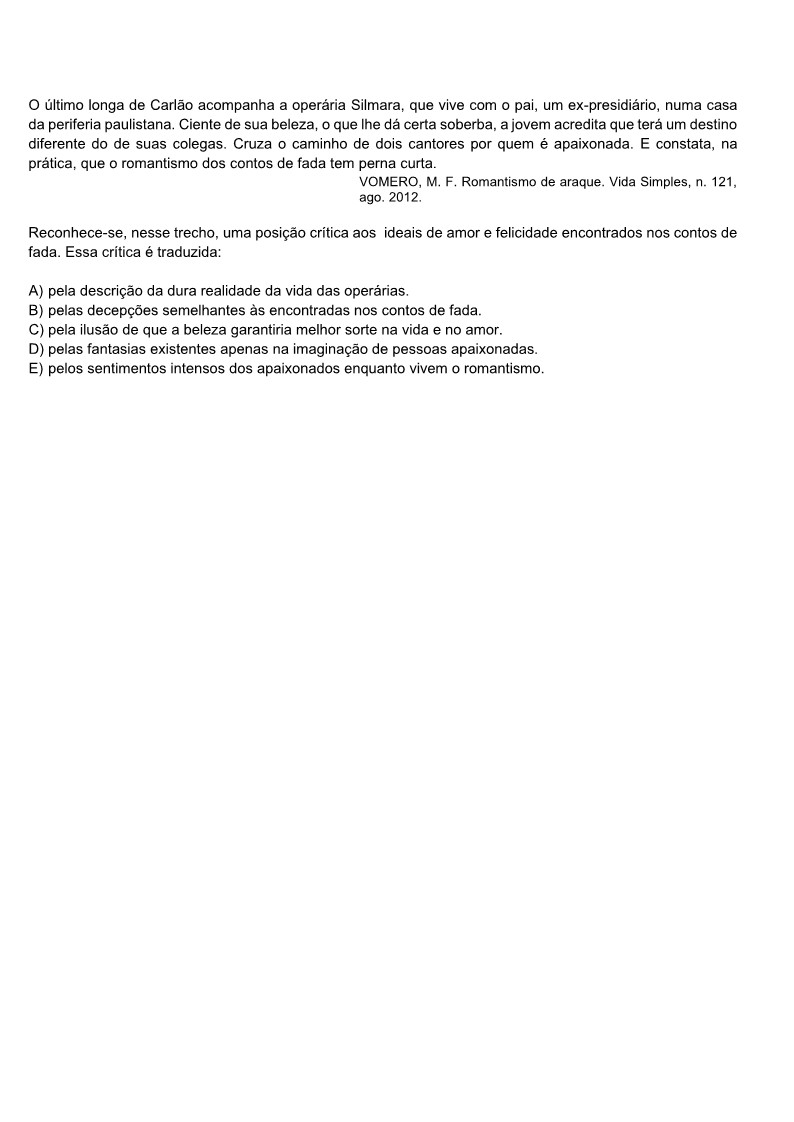 O último longa de Carlão acompanha a operária Silmara, que vive com o pai, um ex-presidiário, numa casa
da periferia paulistana. Ciente de sua beleza, o que lhe dá certa soberba, a jovem acredita que terá um destino
diferente do de suas colegas. Cruza o caminho de dois cantores por quem é apaixonada. E constata, na
prática, que o romantismo dos contos de fada tem perna curta.
VOMERO, M. F. Romantismo de araque. Vida Simples, n. 121,
ago. 2012.
Reconhece-se, nesse trecho, uma posição crítica aos  ideais de amor e felicidade encontrados nos contos de
fada. Essa crítica é traduzida:
A) pela descrição da dura realidade da vida das operárias.
B) pelas decepções semelhantes às encontradas nos contos de fada.
C) pela ilusão de que a beleza garantiria melhor sorte na vida e no amor.
D) pelas fantasias existentes apenas na imaginação de pessoas apaixonadas.
E) pelos sentimentos intensos dos apaixonados enquanto vivem o romantismo.